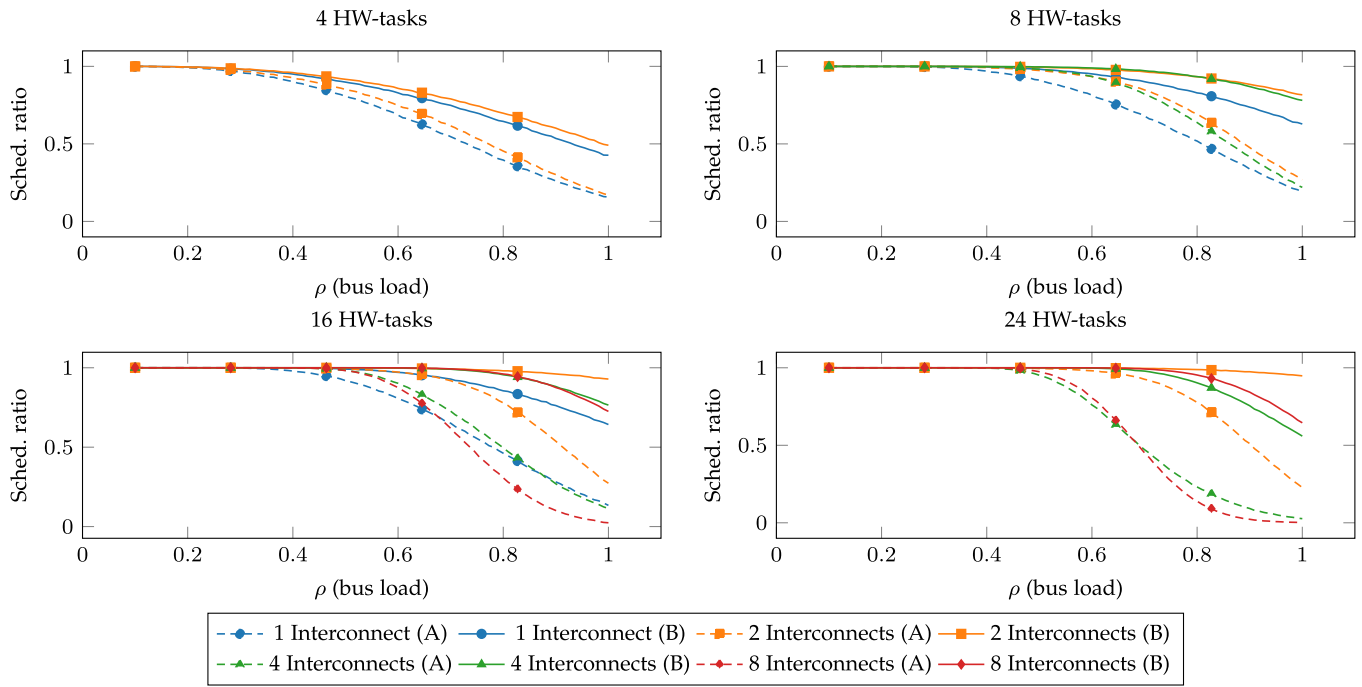 4 HW-tasks
8 HW-tasks
Sched. ratio
1
0.5
0
0 0.2 0.4 0.6 0.8 1
ρ (bus load)
Sched. ratio
1
0.5
0
0 0.2 0.4 0.6 0.8 1
ρ (bus load)
16 HW-tasks
24 HW-tasks
Sched. ratio
1
0.5
0
0 0.2 0.4 0.6 0.8 1
ρ (bus load)
Sched. ratio
1
0.5
0
0 0.2 0.4 0.6 0.8 1
ρ (bus load)
1 Interconnect (A) 1 Interconnect (B) 2 Interconnects (A) 2 Interconnects (B)
4 Interconnects (A) 4 Interconnects (B) 8 Interconnects (A) 8 Interconnects (B)